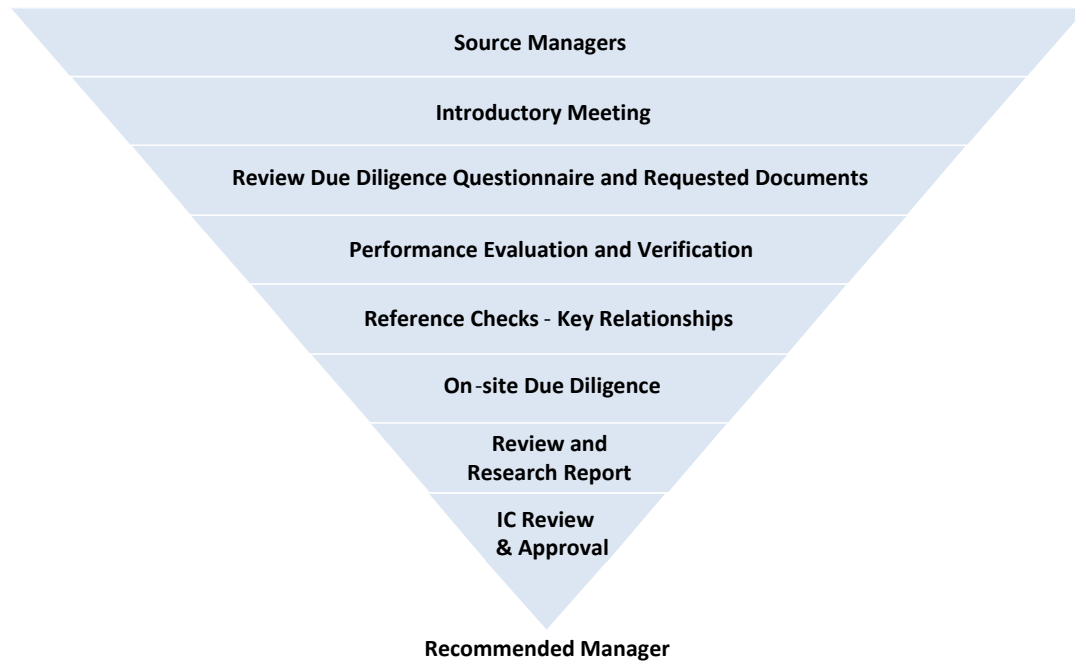 Source Managers
Introductory Meeting
Review Due Diligence Questionnaire and Requested Documents
Performance Evaluation and Verification
Reference Checks - Key Relationships
On-site Due Diligence
Review and
Research Report
IC Review
& Approval
Recommended Manager